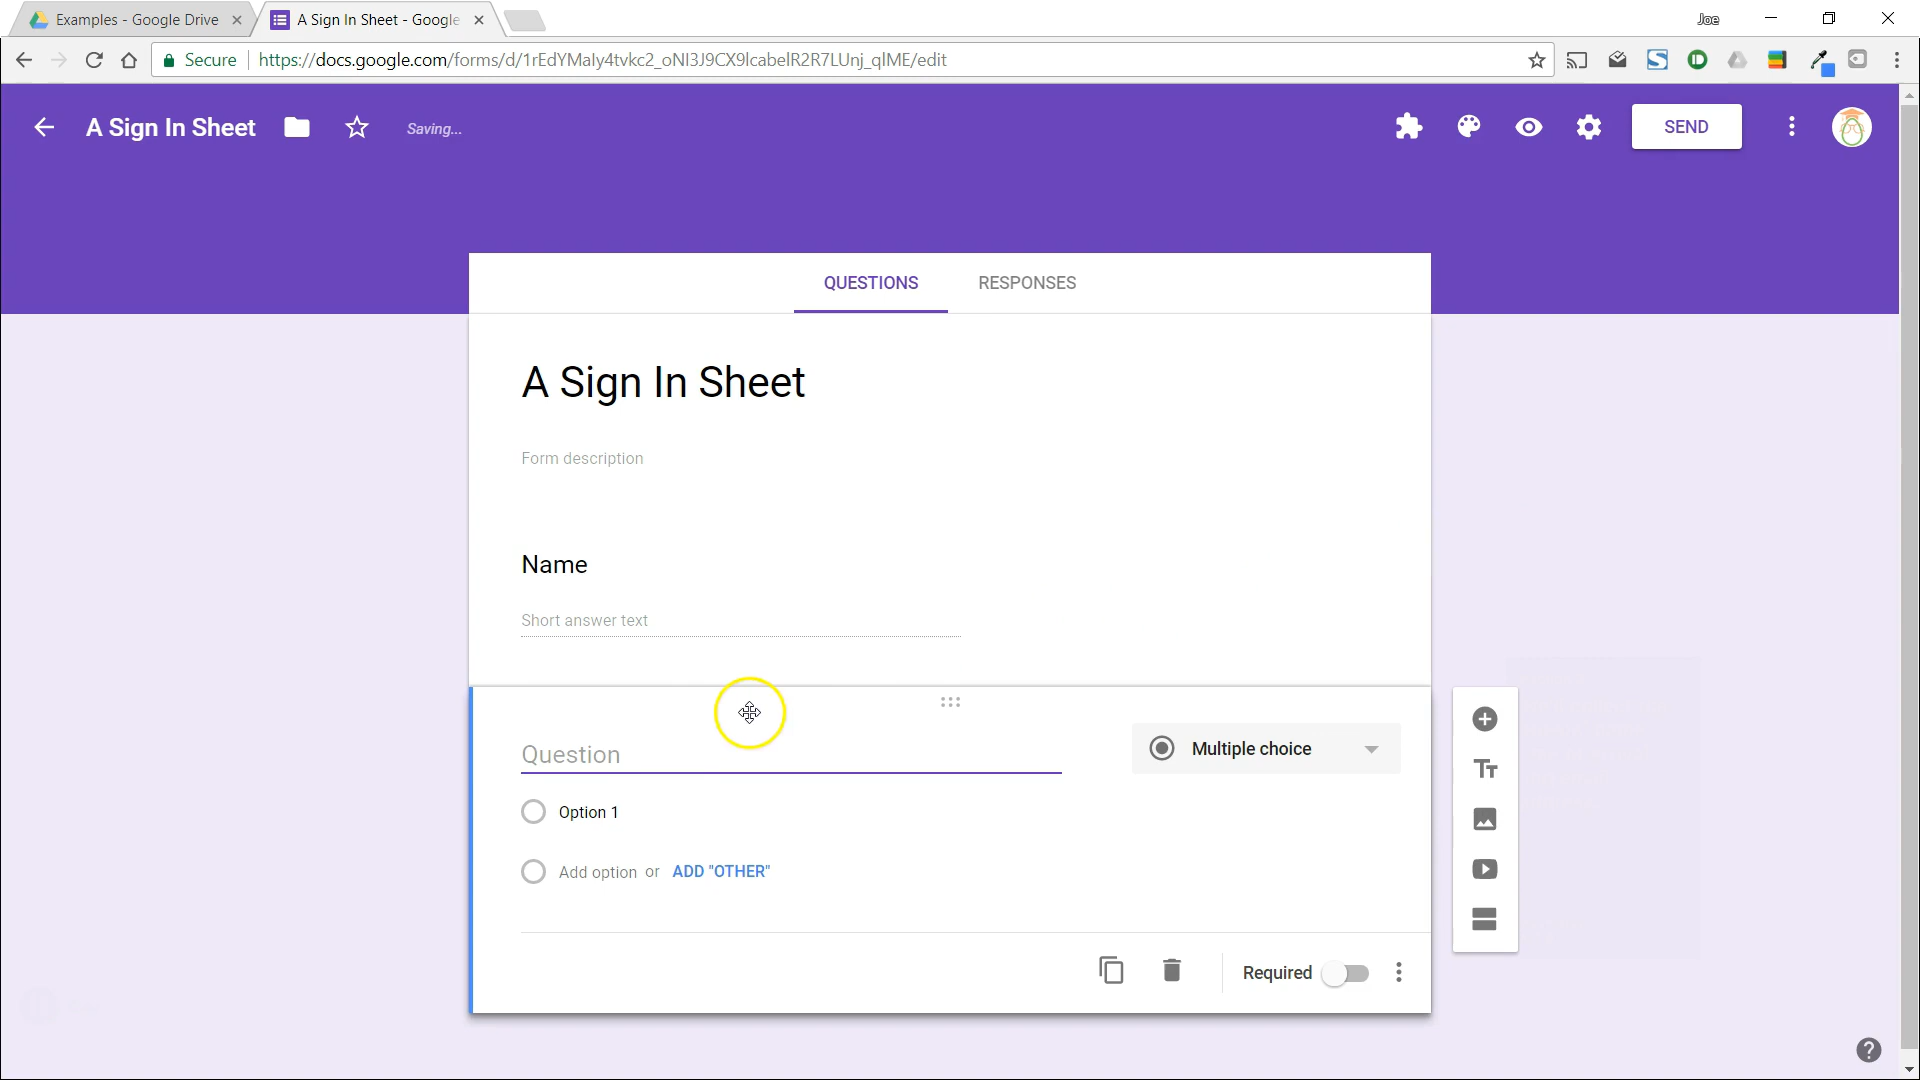 Examples - Google Drive
A Sign In Sheet - Google
Joe
Secure
https://docs.google.com/forms/d/1rEdYMaly4tvkc2_oNI3J9CX9lcabelR2R7LUnj_qlME/edit
A Sign In Sheet
Saving...
SEND
QUESTIONS
RESPONSES
A Sign In Sheet
Form description
Name
Short answer text
Question
Multiple choice
Option 1
Add option or ADD "OTHER"
Required